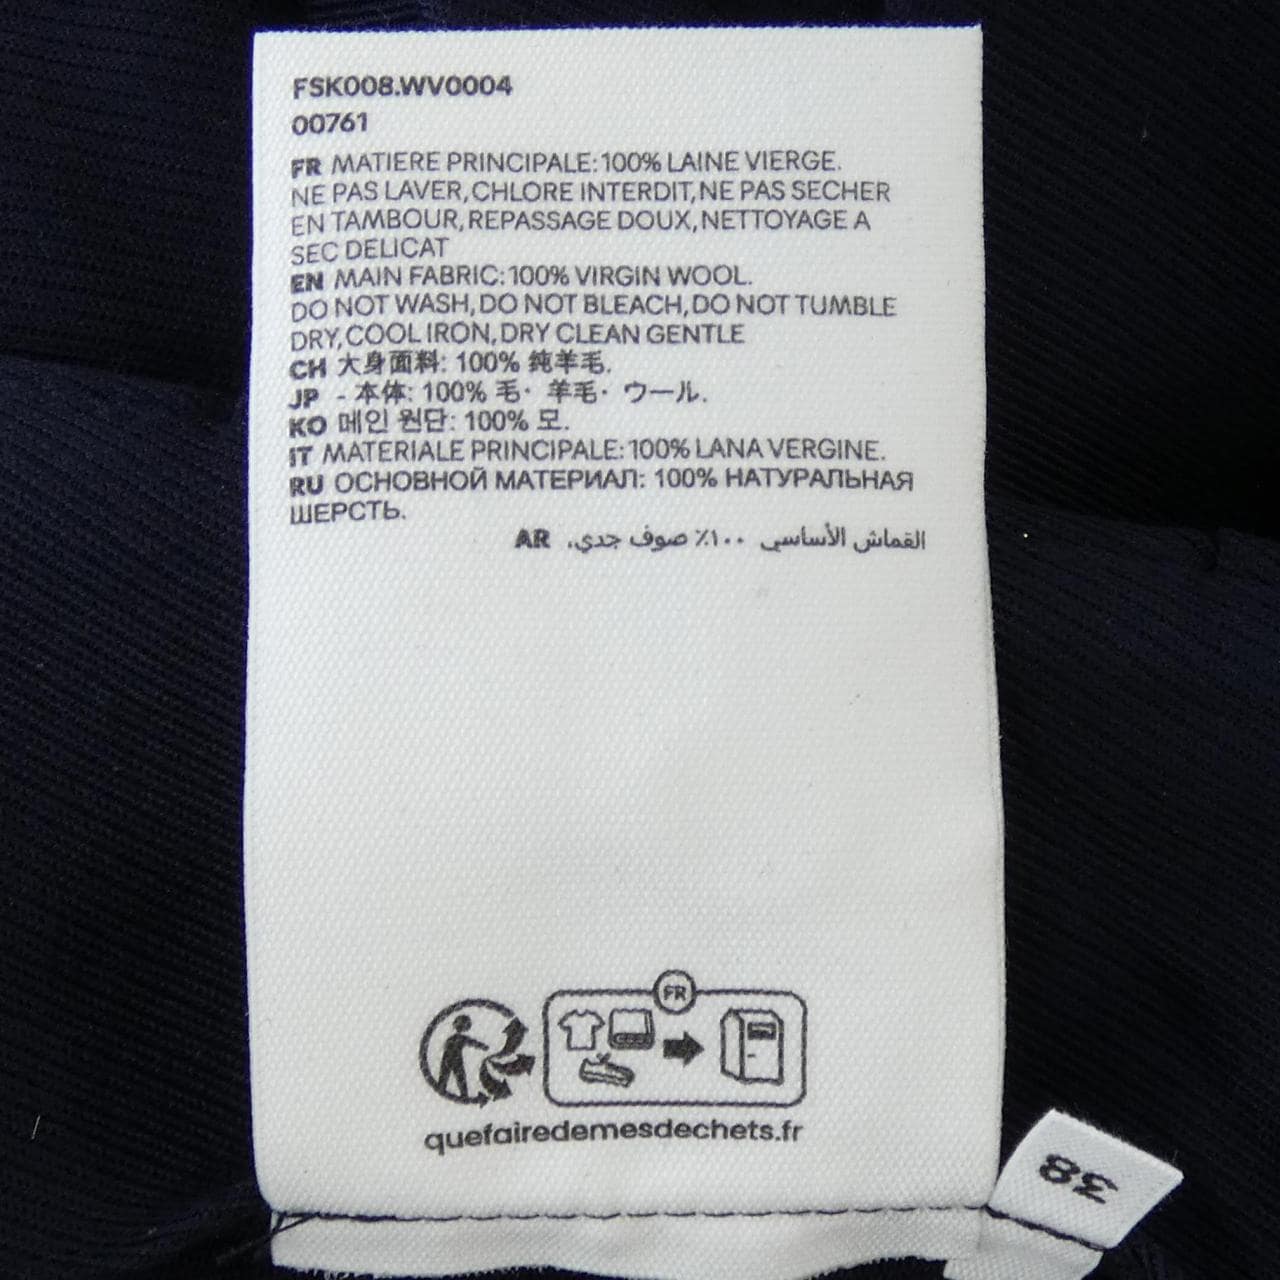 FSK008.WV0004
00761
FR MATIERE PRINCIPALE: 100% LAINE VIERGE.
NE PAS LAVER, CHLORE INTERDIT, NE PAS SECHER
EN TAMBOUR, REPASSAGE DOUX, NETTOYAGE A
SEC DELICAT
EN MAIN FABRIC: 100% VIRGIN WOOL.
DO NOT WASH, DO NOT BLEACH, DO NOT TUMBLE
DRY, COOL IRON, DRY CLEAN GENTLE
CH 大身面料: 100% 纯羊毛.
JP - 本体: 100% 毛· 羊毛· ウール.
KO 메인 원단: 100% 모.
IT MATERIALE PRINCIPALE: 100% LANA VERGINE.
RU ОСНОВНОЙ МАТЕРИАЛ: 100% НАТУРАЛЬНАЯ
ШЕРСТЬ.
القماش الأساسي ١٠٠٪ صوف جدي. AR
FR
quefairedemesdechets.fr
38